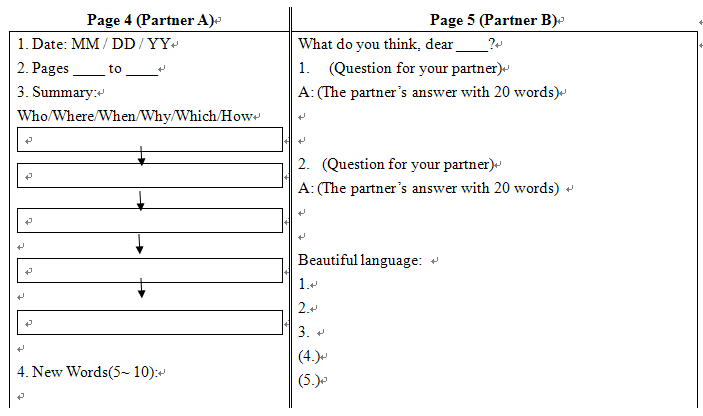 Page 4 (Partner A)
1. Date: MM / DD / YY
2. Pages ____ to ____
3. Summary:
Who/Where/When/Why/Which/How
4. New Words(5~ 10):
Page 5 (Partner B)
What do you think, dear ____?
1. (Question for your partner)
A: (The partner's answer with 20 words)
2. (Question for your partner)
A: (The partner's answer with 20 words)
Beautiful language:
1.
2.
3.
(4.)
(5.)